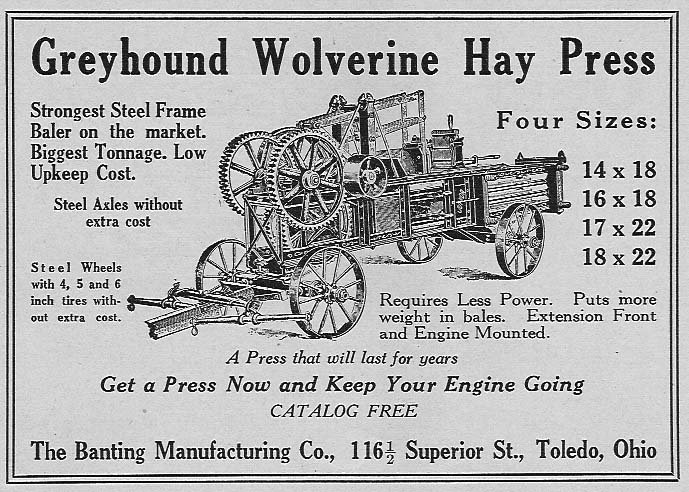 Greyhound Wolverine Hay Press
Strongest Steel Frame
Baler on the market.
Biggest Tonnage. Low
Upkeep Cost.
Steel Axles without
extra cost
Steel Wheels
with 4, 5 and 6
inch tires with-
out extra cost.
Four Sizes:
14 x 18
16 x 18
17 x 22
18 x 22
Requires Less Power. Puts more
weight in bales. Extension Front
and Engine Mounted.
A Press that will last for years
Get a Press Now and Keep Your Engine Going
CATALOG FREE
The Banting Manufacturing Co., 116½ Superior St., Toledo, Ohio